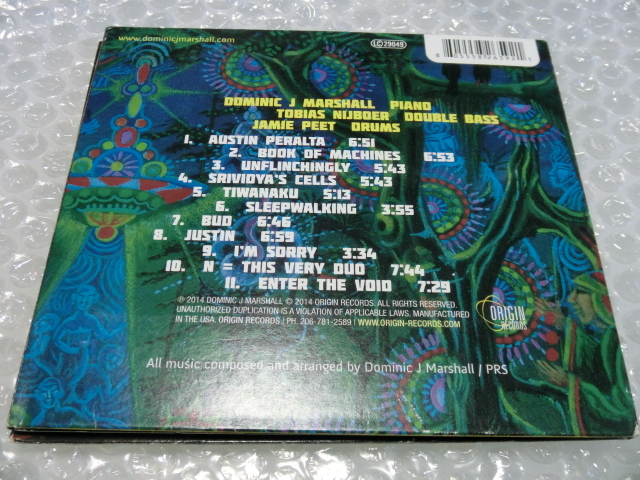 www.dominicjmarshall.com
LC 29049
DOMINIC J MARSHALL PIANO
TOBIAS NIJBOER DOUBLE BASS
JAMIE PEET DRUMS
1. AUSTIN PERALTA 6:51
2. BOOK OF MACHINES 6:53
3. UNFLINCHINGLY 5:43
4. SRIVIDYA'S CELLS 5:43
5. TIWANAKU 5:13
6. SLEEPWALKING 3:55
7. BUD 6:46
8. JUSTIN 6:59
9. I'M SORRY 3:34
10. N = THIS VERY DUO 7:44
11. ENTER THE VOID 7:29
℗ 2014 DOMINIC J MARSHALL © 2014 ORIGIN RECORDS. ALL RIGHTS RESERVED.
UNAUTHORIZED DUPLICATION IS A VIOLATION OF APPLICABLE LAWS. MANUFACTURED
IN THE USA. ORIGIN RECORDS | PH. 206-781-2589 | WWW.ORIGIN-RECORDS.COM
ORIGIN
RECORDS
All music composed and arranged by Dominic J Marshall / PRS